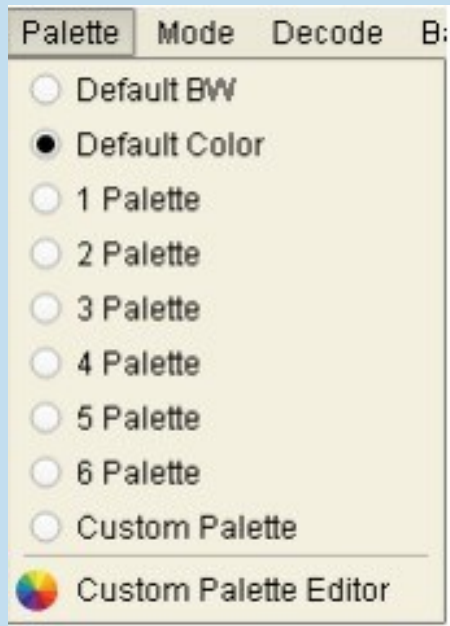 Palette Mode Decode
Default BW
Default Color
1 Palette
2 Palette
3 Palette
4 Palette
5 Palette
6 Palette
Custom Palette
Custom Palette Editor